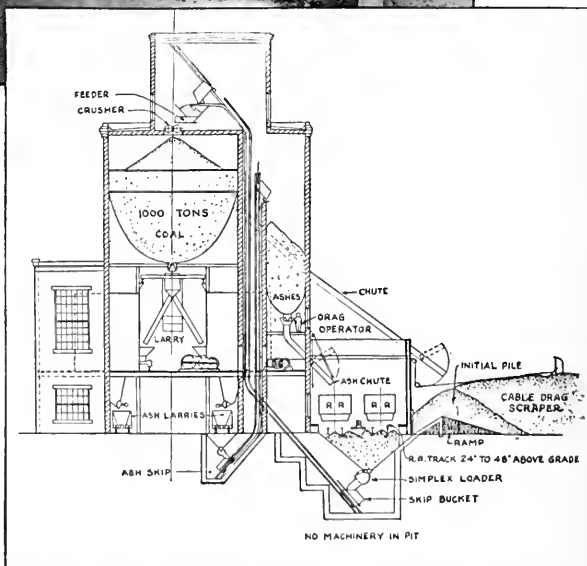 FEEDER
CRUSHER
1000 TONS
COAL
ASHES
CHUTE
DRAG
OPERATOR
LARRY
INITIAL PILE
ASH CHUTE
CABLE DRAG
SCRAPER
ASH LARRIES
R R
R R
RAMP
R.R. TRACK 24" TO 48" ABOVE GRADE
ASH SKIP
SIMPLEX LOADER
SKIP BUCKET
NO MACHINERY IN PIT